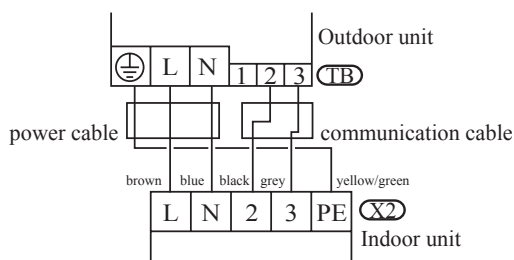 Outdoor unit
L N 1 2 3 TB
power cable communication cable
brown blue black grey yellow/green
L N 2 3 PE X2
Indoor unit